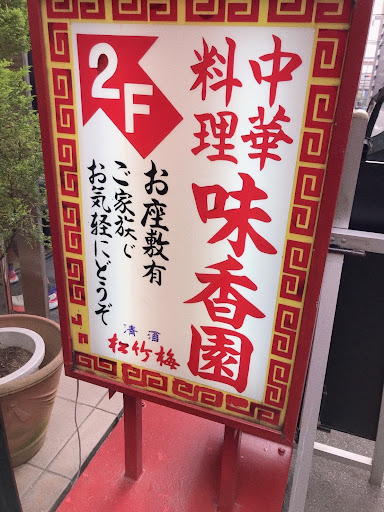 中華
料理
味香園
2F
お座敷有
ご家族で
お気軽にどうぞ
清酒
松竹梅